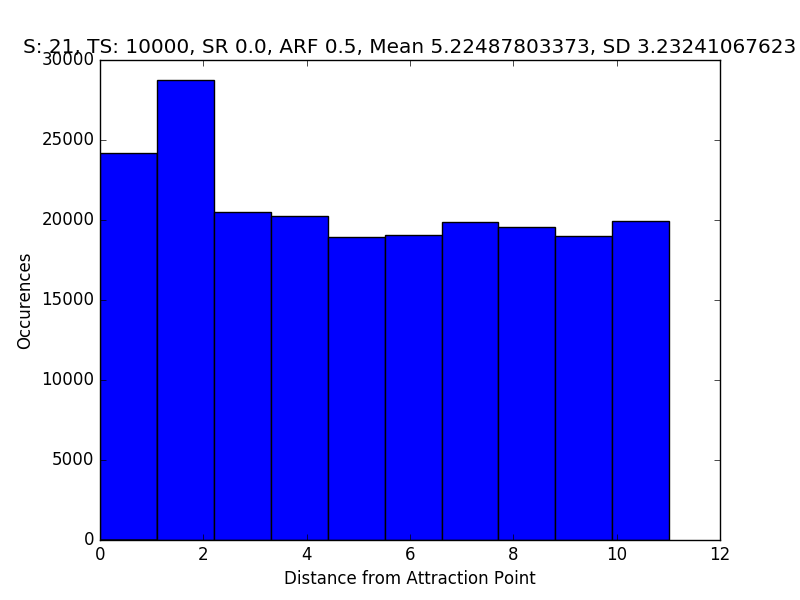 S: 21, TS: 10000, SR 0.0, ARF 0.5, Mean 5.22487803373, SD 3.23241067623
30000
25000
20000
15000
10000
5000
0
Occurences
0 2 4 6 8 10 12
Distance from Attraction Point